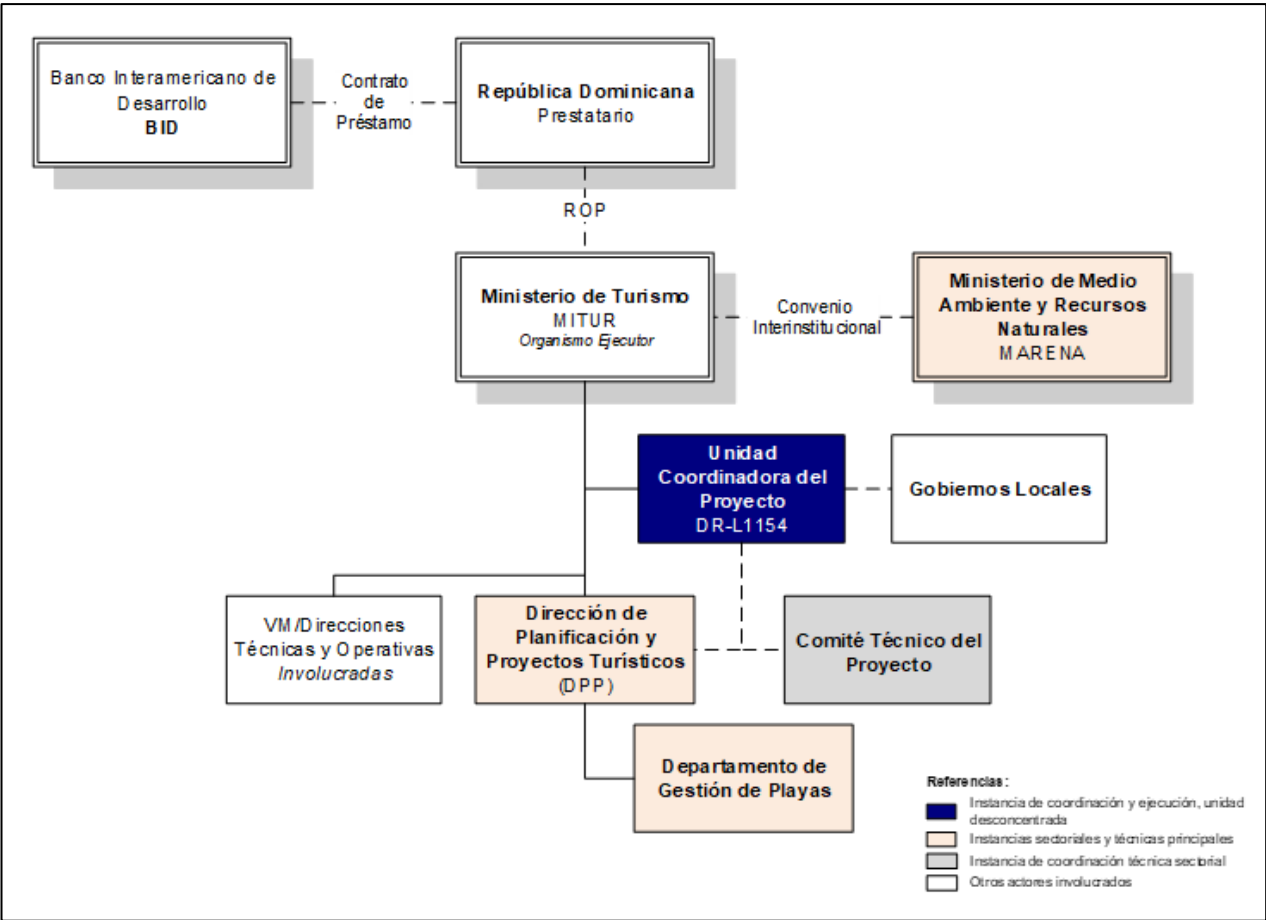 Banco Interamericano de
Desarrollo
BID
Contrato
de
Préstamo
República Dominicana
Prestatario
ROP
Ministerio de Turismo
MITUR
Organismo Ejecutor
Convenio
Interinstitucional
Ministerio de Medio
Ambiente y Recursos
Naturales
MARENA
Unidad
Coordinadora del
Proyecto
DR-L1154
Gobiernos Locales
VM/Direcciones
Técnicas y Operativas
Involucradas
Dirección de
Planificación y
Proyectos Turísticos
(DPP)
Comité Técnico del
Proyecto
Departamento de
Gestión de Playas
Referencias:
Instancia de coordinación y ejecución, unidad
desconcentrada
Instancias sectoriales y técnicas principales
Instancia de coordinación técnica sectorial
Otros actores involucrados